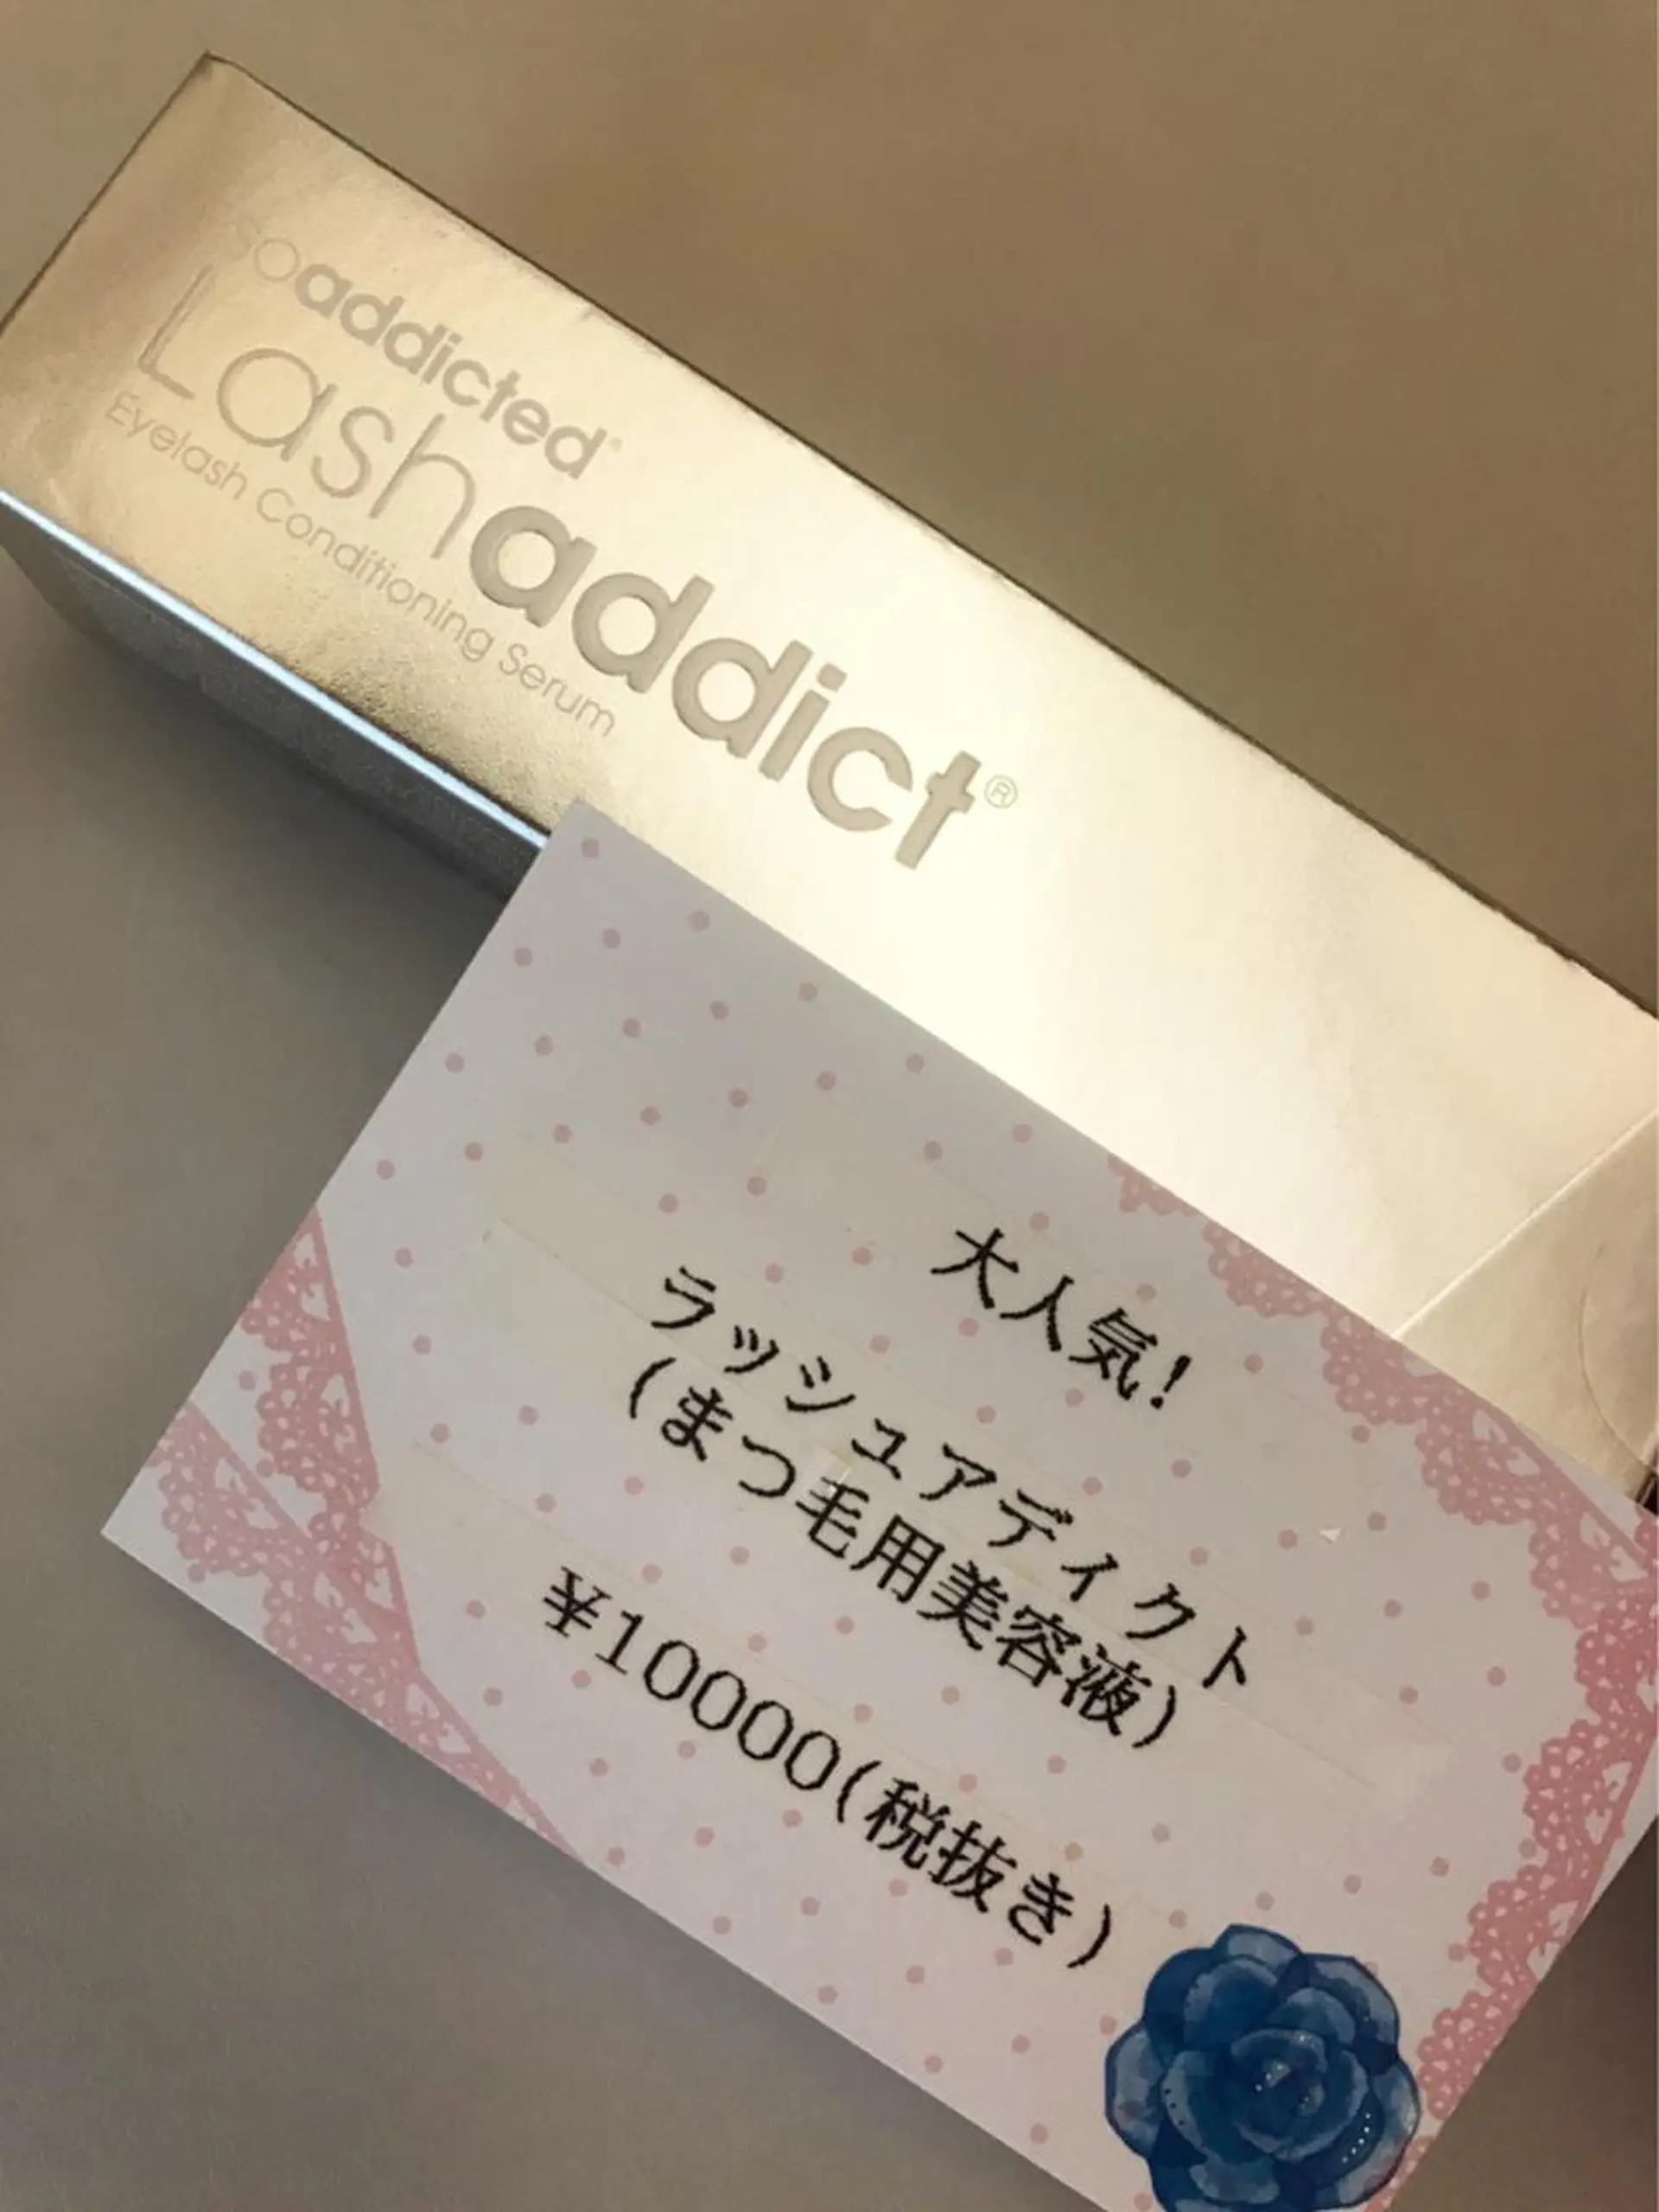 soaddicted
Lashaddict®
Eyelash Conditioning Serum
大人気!
ラッシュアディクト
(まつ毛用美容液)
¥10000(税抜き)